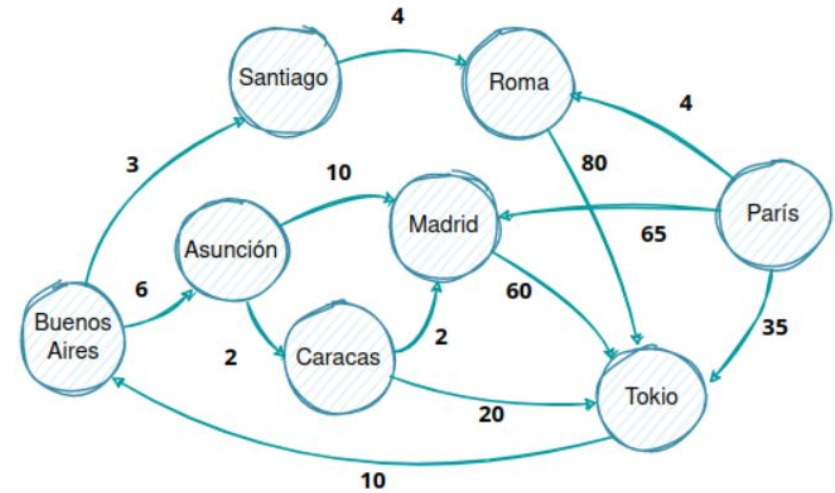 4
Santiago
Roma
4
3
10
80
París
Madrid
Asunción
65
6
60
Buenos
Aires
2
Caracas
2
35
20
Tokio
10